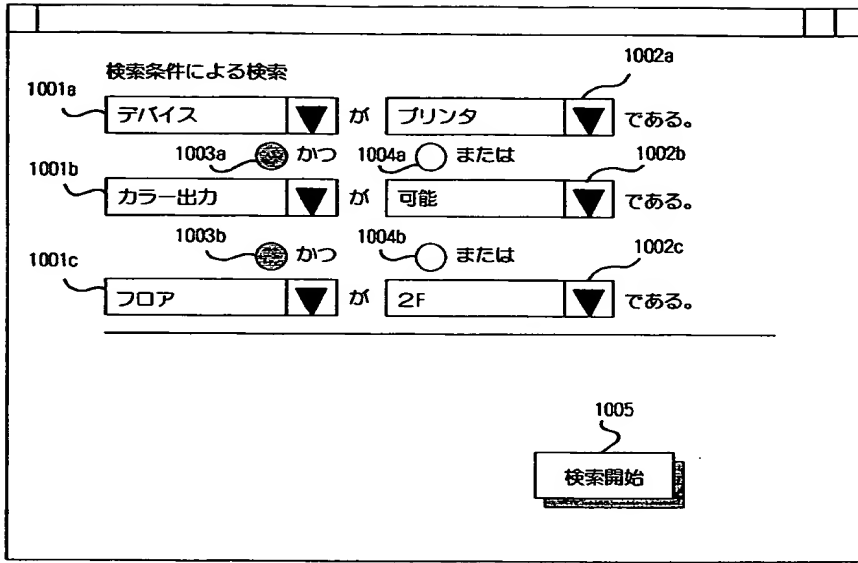 検索条件による検索
1002a
1001a
デバイス が プリンタ である。
1003a かつ 1004a または
1002b
1001b
カラー出力 が 可能 である。
1003b かつ 1004b または
1002c
1001c
フロア が 2F である。
1005
検索開始